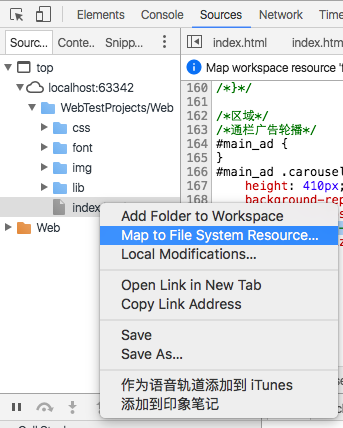 Elements Console Sources
Sourc... Conte... Snipp...
index.html index.html
top
localhost:63342
WebTestProjects/Web
css
font
img
lib
index
Web
Map workspace resource
160 /*}*/
161
162 /*区域*/
163 /*通栏广告轮播*/
164 #main_ad {
165 }
166 #main_ad .carousel
167 height: 410px;
168 background-rep
Add Folder to Workspace
Map to File System Resource...
Local Modifications...
Open Link in New Tab
Copy Link Address
Save
Save As...
作为语音轨道添加到 iTunes
添加到印象笔记